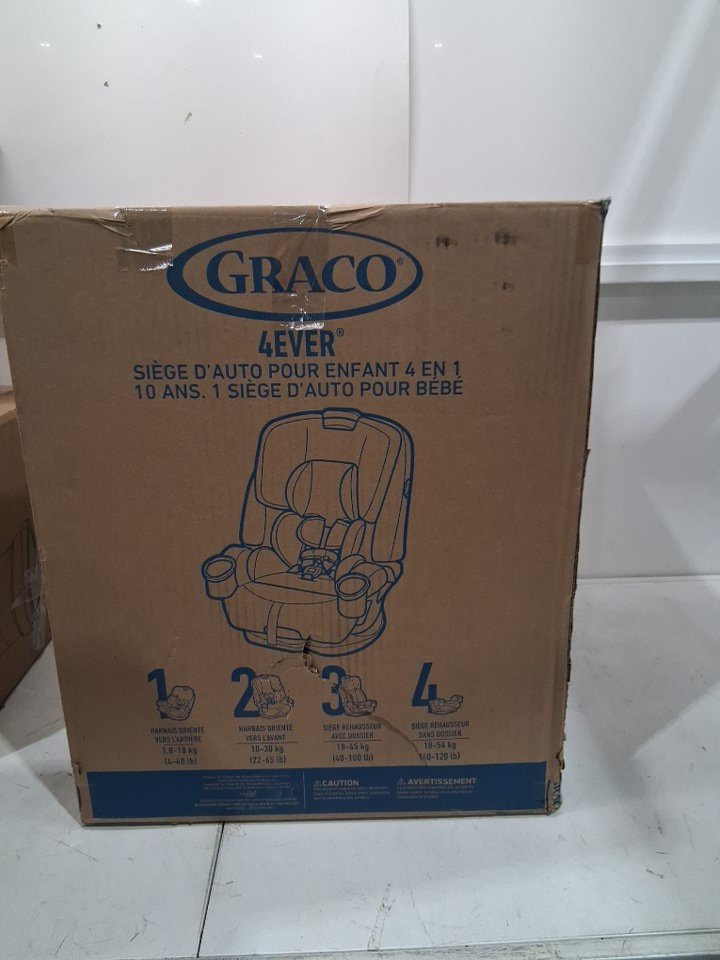 GRACO®
4EVER®
SIÈGE D'AUTO POUR ENFANT 4 EN 1
10 ANS. 1 SIÈGE D'AUTO POUR BÉBÉ
1 2 3 4
HARNAIS ORIENTÉ
VERS L'ARRIÈRE
1,8-18 kg
(4-40 lb)
HARNAIS ORIENTÉ
VERS L'AVANT
10-30 kg
(22-65 lb)
SIÈGE REHAUSSEUR
AVEC DOSSIER
18-45 kg
(40-100 lb)
SIÈGE REHAUSSEUR
SANS DOSSIER
18-54 kg
(40-120 lb)
CAUTION
AVERTISSEMENT